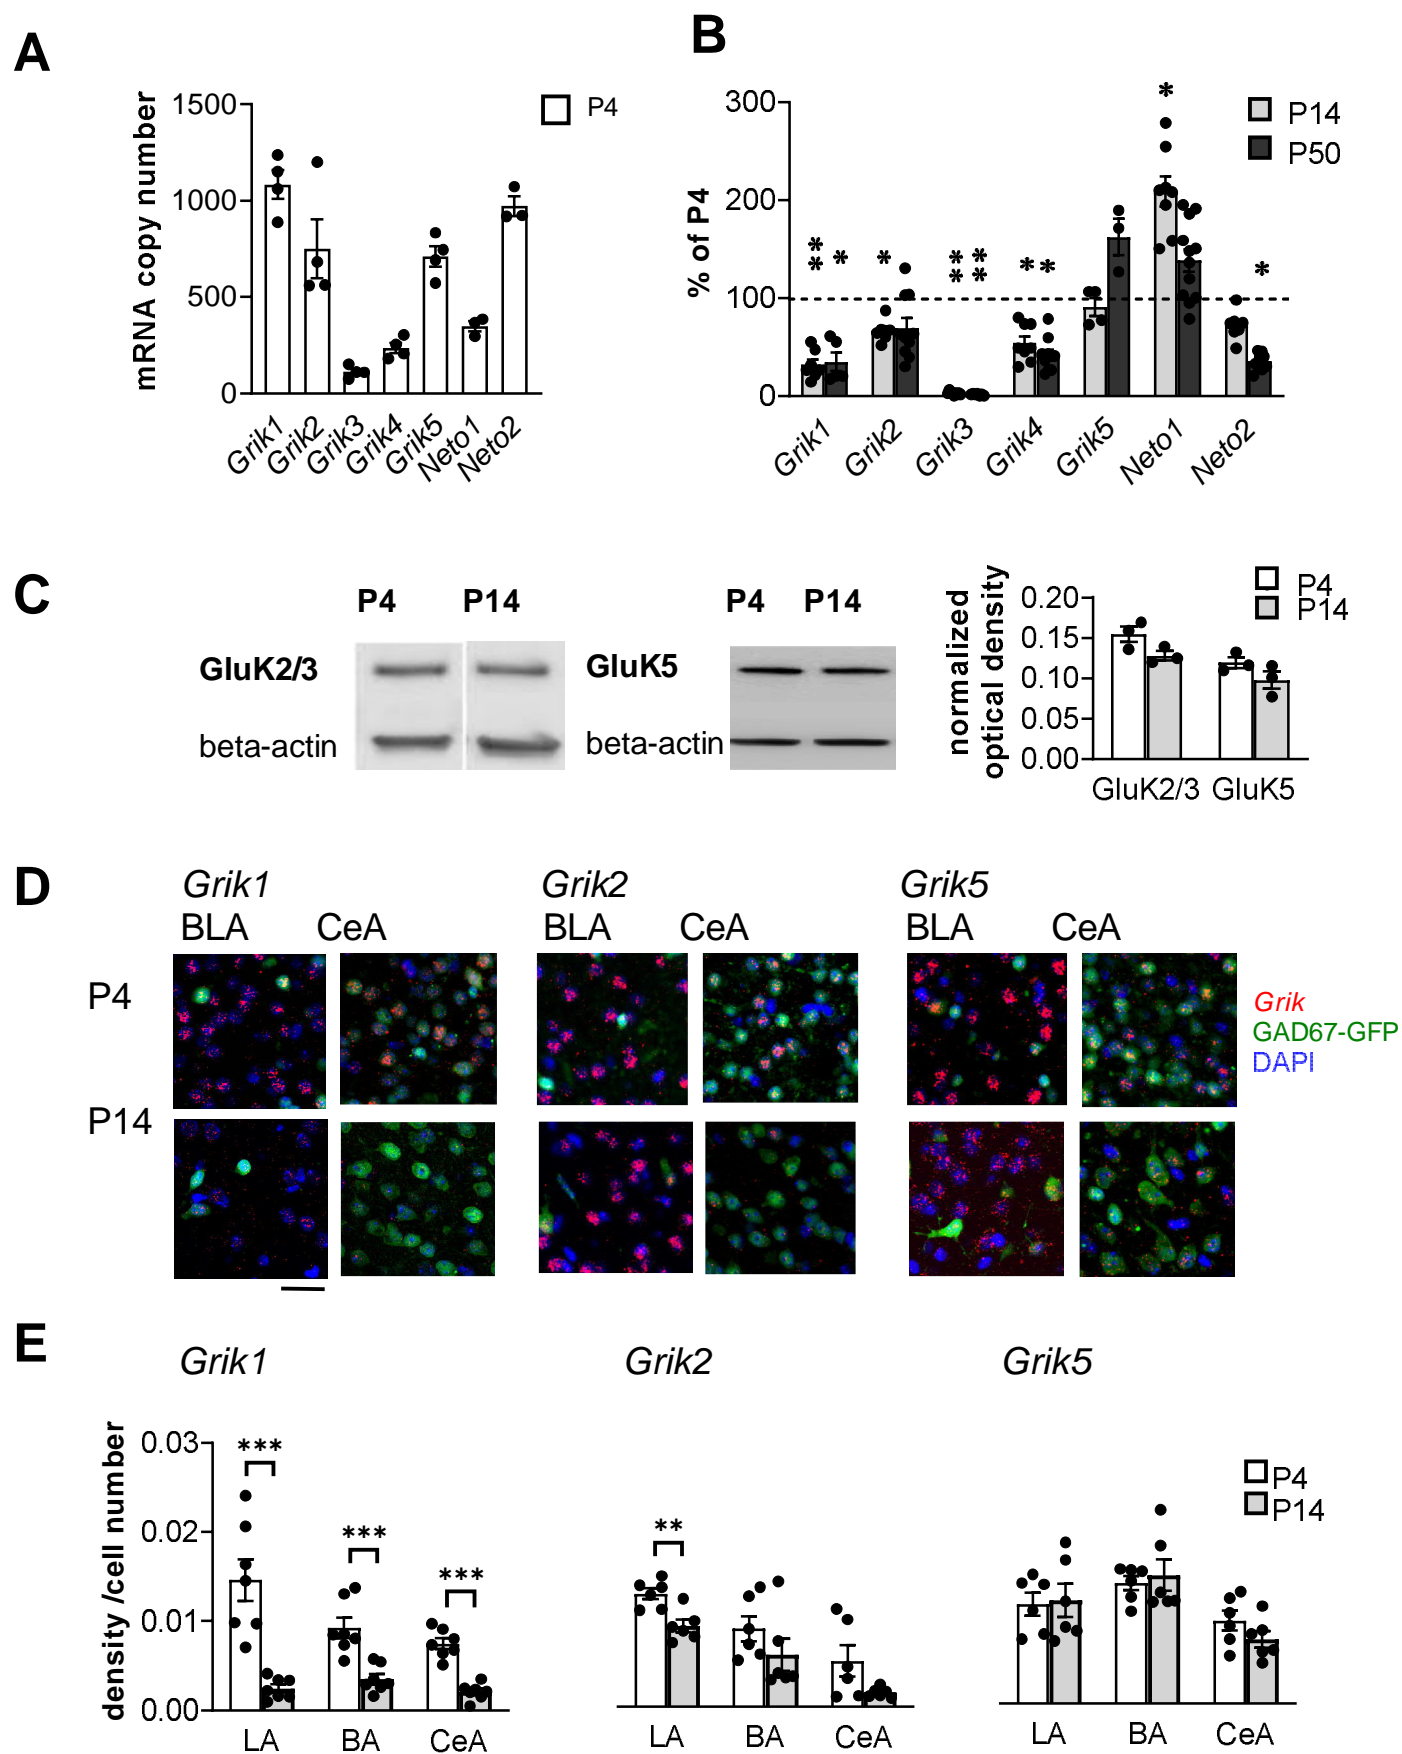 A
mRNA copy number
1500
1000
500
0
P4
Grik1
Grik2
Grik3
Grik4
Grik5
Neto1
Neto2
B
% of P4
300
200
100
0
P14
P50
*
** * * ** ** * * *
Grik1
Grik2
Grik3
Grik4
Grik5
Neto1
Neto2
C
P4 P14
GluK2/3
beta-actin
P4 P14
GluK5
beta-actin
normalized
optical density
0.20
0.15
0.10
0.05
0.00
P4
P14
GluK2/3 GluK5
D
Grik1 Grik2 Grik5
BLA CeA BLA CeA BLA CeA
P4
P14
Grik
GAD67-GFP
DAPI
E
Grik1 Grik2 Grik5
density /cell number
0.03
0.02
0.01
0.00
***
***
***
LA BA CeA
**
LA BA CeA
P4
P14
LA BA CeA